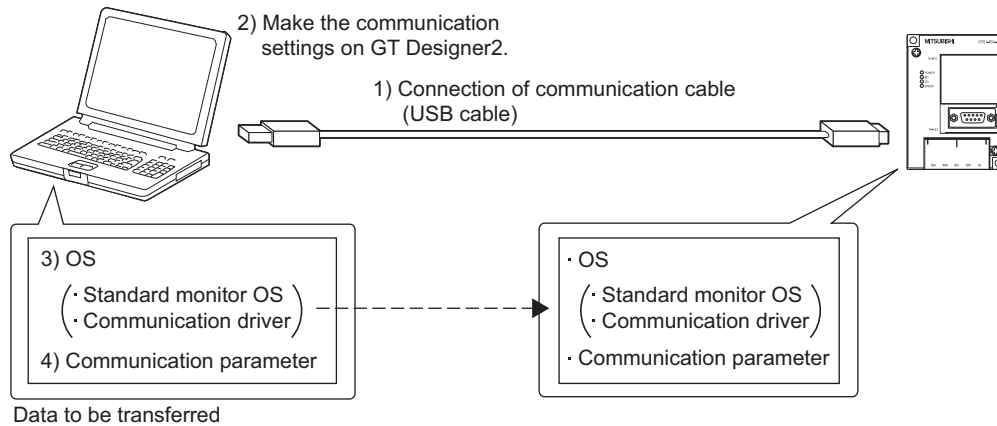 2) Make the communication
settings on GT Designer2.
1) Connection of communication cable
(USB cable)
MITSUBISHI
POWER
3) OS
· Standard monitor OS
· Communication driver
4) Communication parameter
· OS
· Standard monitor OS
· Communication driver
· Communication parameter
Data to be transferred